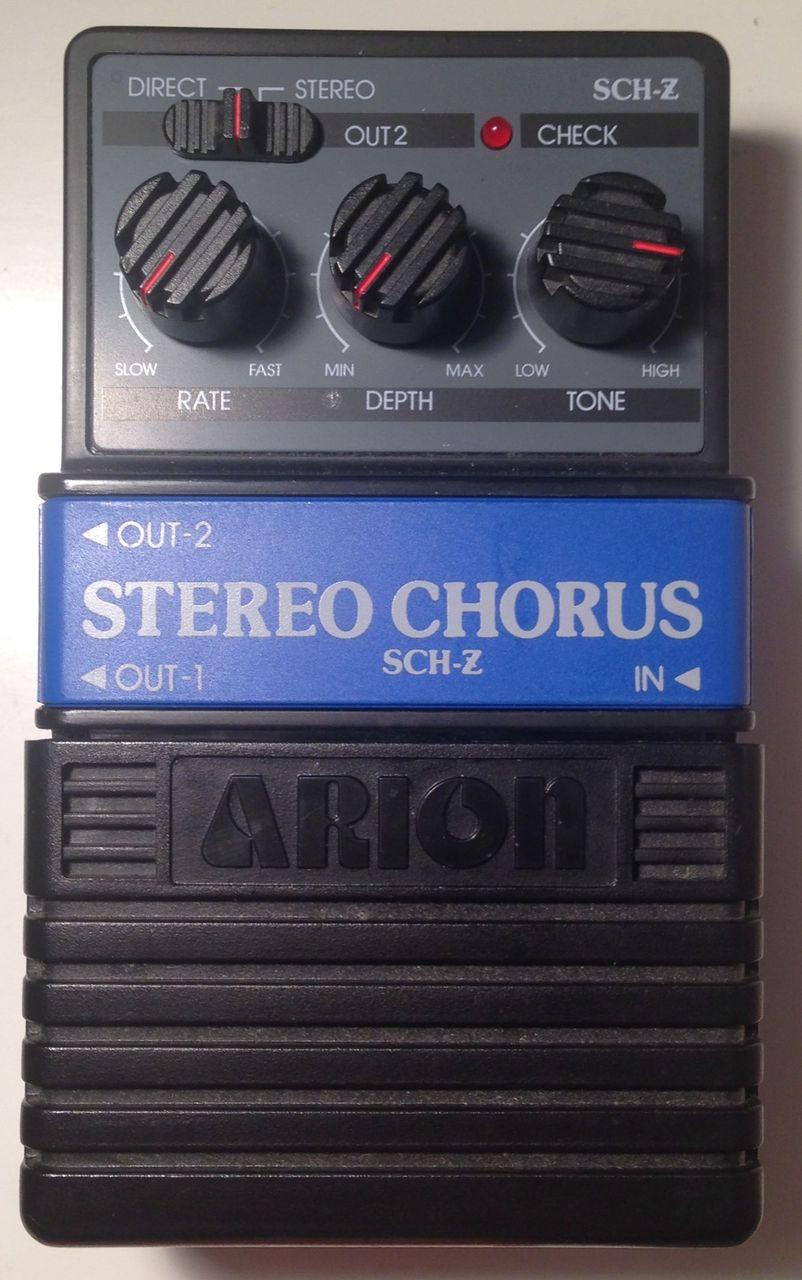 DIRECT STEREO SCH-Z
OUT2 CHECK
SLOW FAST MIN MAX LOW HIGH
RATE DEPTH TONE
OUT-2
STEREO CHORUS
SCH-Z
OUT-1 IN
ARION